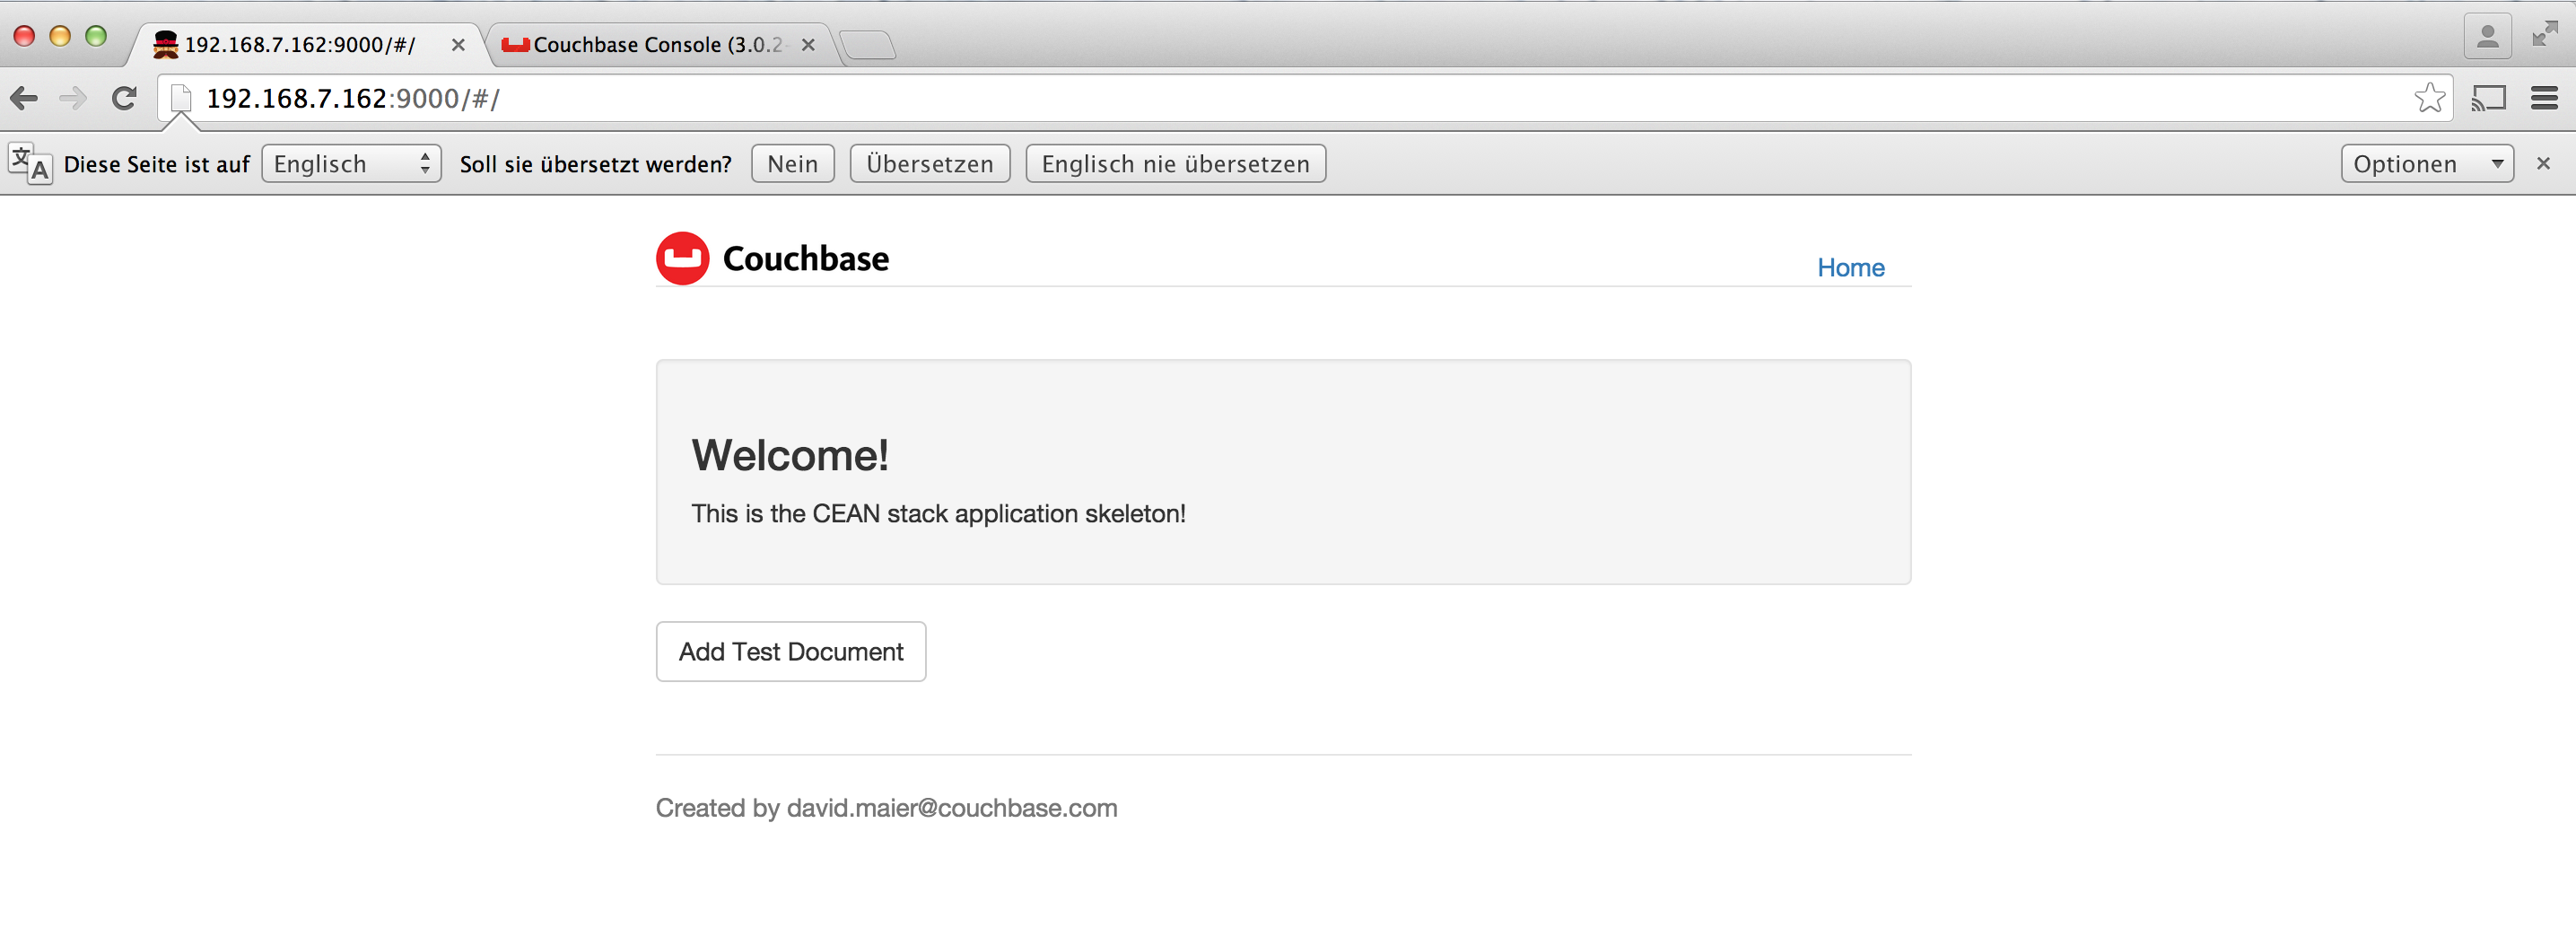 192.168.7.162:9000/#/
Couchbase Console (3.0.2-
192.168.7.162:9000/#/
文 A Diese Seite ist auf Englisch Soll sie übersetzt werden? Nein Übersetzen Englisch nie übersetzen Optionen
Couchbase
Home
Welcome!
This is the CEAN stack application skeleton!
Add Test Document
Created by david.maier@couchbase.com